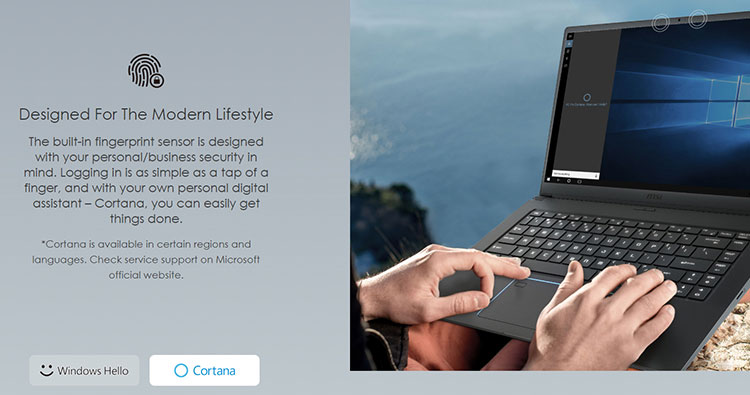 Designed For The Modern Lifestyle
The built-in fingerprint sensor is designed
with your personal/business security in
mind. Logging in is as simple as a tap of a
finger, and with your own personal digital
assistant – Cortana, you can easily get
things done.
*Cortana is available in certain regions and
languages. Check service support on Microsoft
official website.
Windows Hello
Cortana
msi